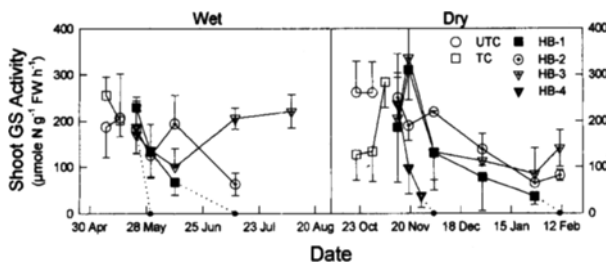 Wet Dry
Shoot GS Activity
(µmole N g⁻¹ FW h⁻¹)
400
300
200
100
0
UTC
TC
HB-1
HB-2
HB-3
HB-4
400
300
200
100
0
30 Apr 28 May 25 Jun 23 Jul 20 Aug 23 Oct 20 Nov 18 Dec 15 Jan 12 Feb
Date